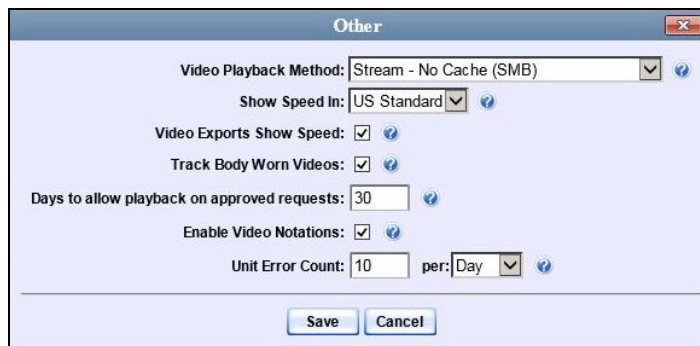 Other
Video Playback Method: Stream - No Cache (SMB)
Show Speed In: US Standard
Video Exports Show Speed:
Track Body Worn Videos:
Days to allow playback on approved requests: 30
Enable Video Notations:
Unit Error Count: 10 per: Day
Save Cancel